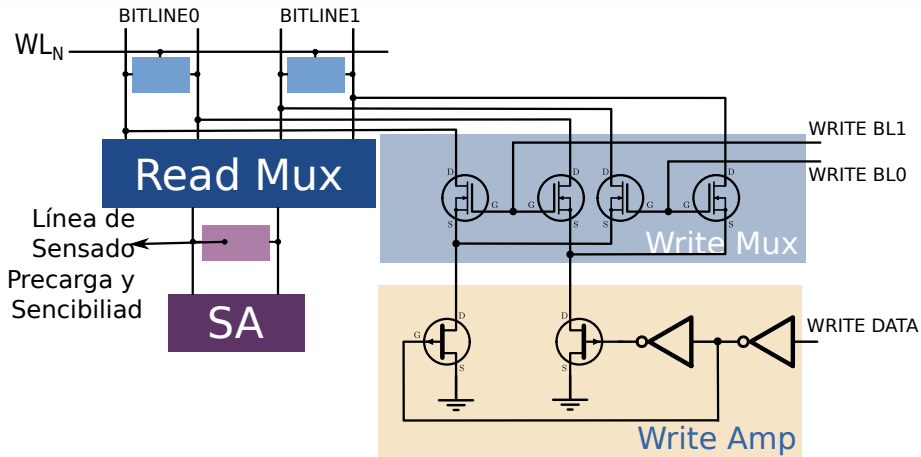 BITLINE0
BITLINE1
WLN
WRITE BL1
WRITE BL0
Read Mux
D
D
D
D
G
G
S
S
S
S
Write Mux
Línea de
Sensado
Precarga y
Sencibiliad
SA
D
D
G
S
S
WRITE DATA
Write Amp